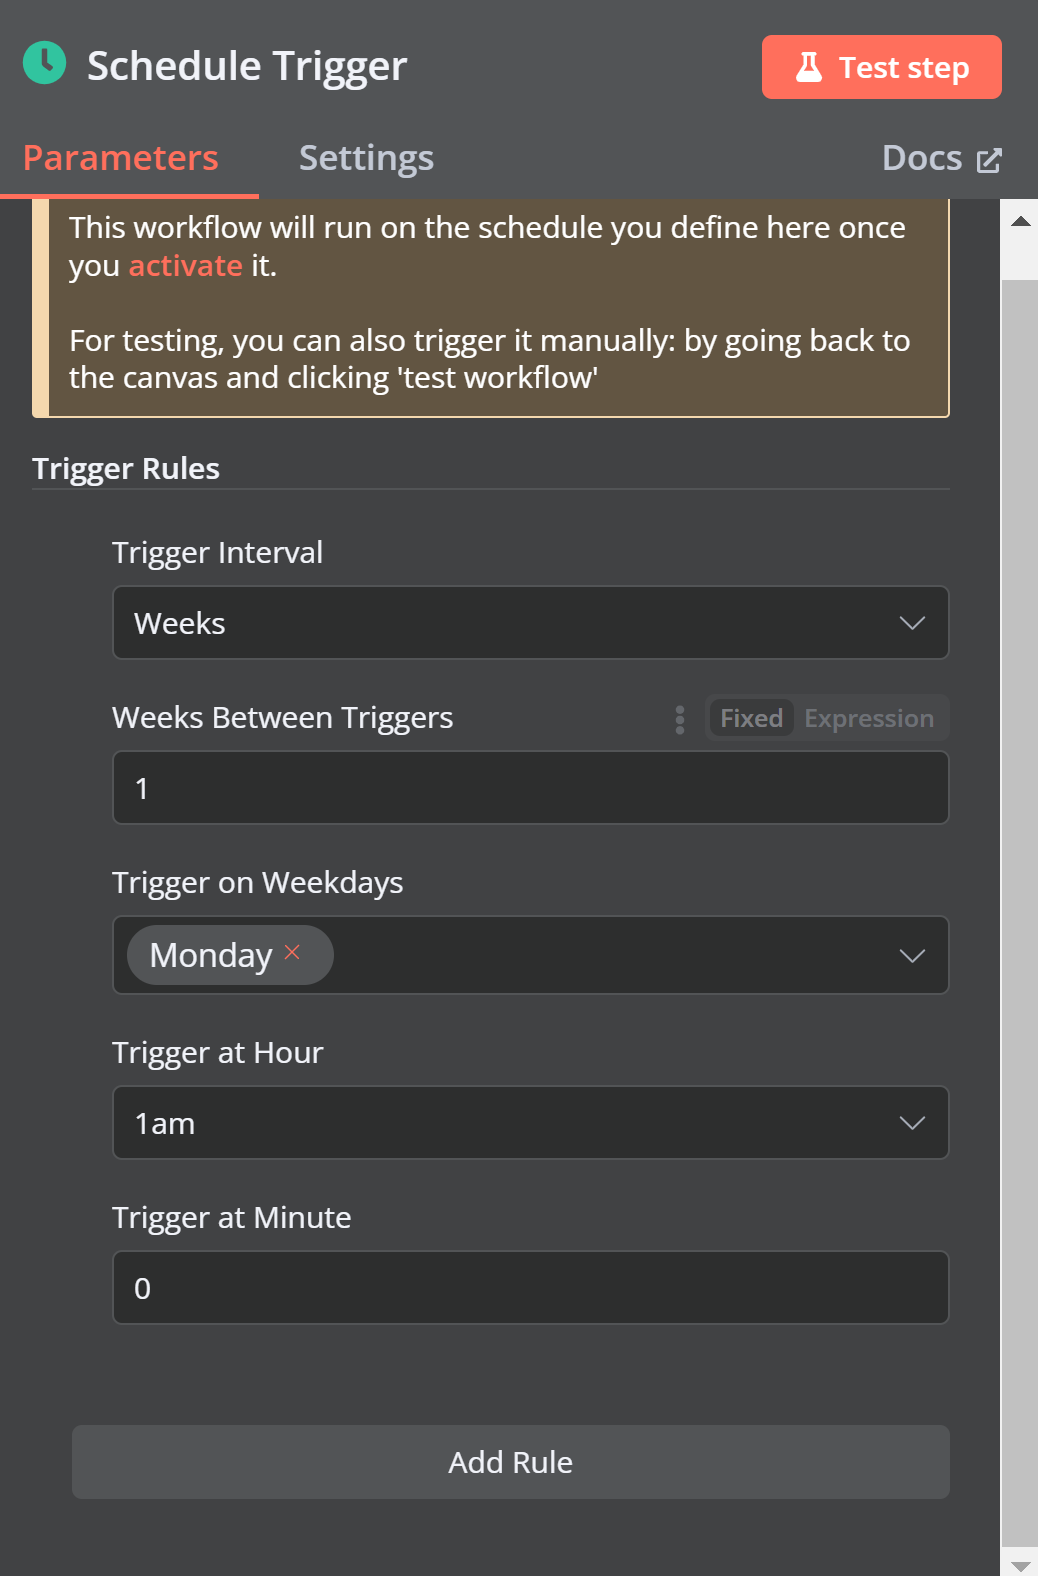 Schedule Trigger
Test step
Parameters
Settings
Docs
This workflow will run on the schedule you define here once
you activate it.
For testing, you can also trigger it manually: by going back to
the canvas and clicking 'test workflow'
Trigger Rules
Trigger Interval
Weeks
Weeks Between Triggers
Fixed
Expression
1
Trigger on Weekdays
Monday
Trigger at Hour
1am
Trigger at Minute
0
Add Rule